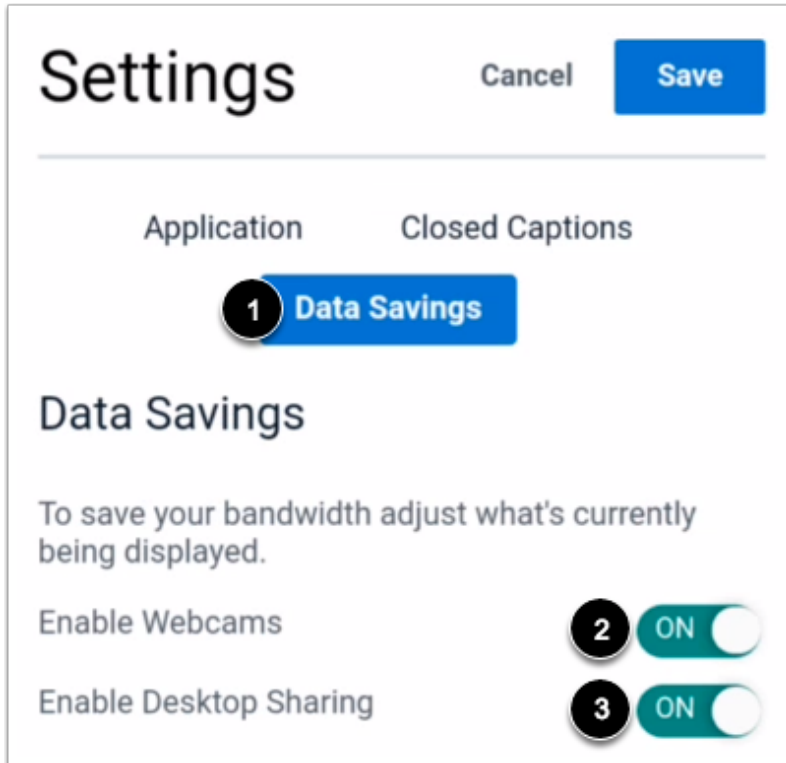 Settings Cancel Save
Application Closed Captions
1 Data Savings
Data Savings
To save your bandwidth adjust what's currently
being displayed.
Enable Webcams 2 ON
Enable Desktop Sharing 3 ON